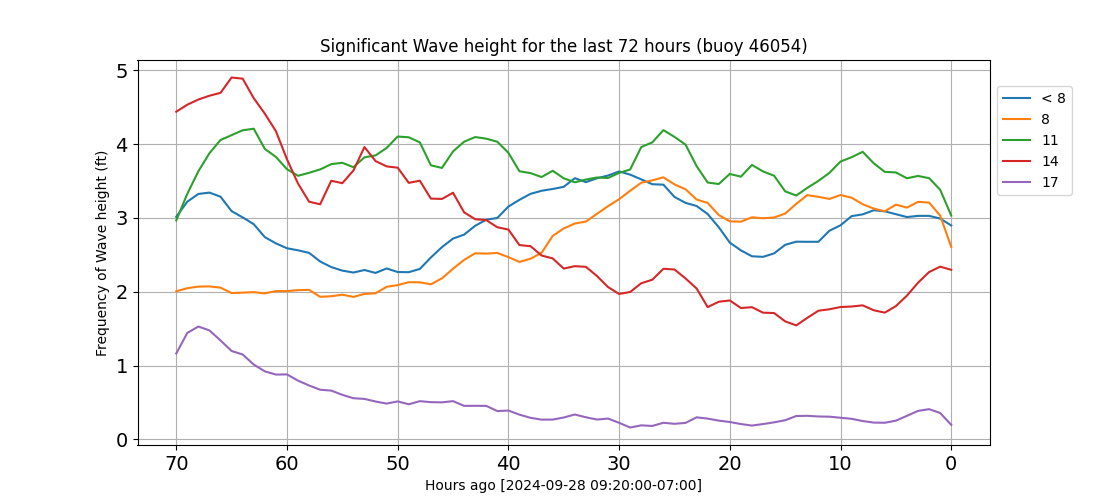 Significant Wave height for the last 72 hours (buoy 46054)
Frequency of Wave height (ft)
5
4
3
2
1
0
70 60 50 40 30 20 10 0
Hours ago [2024-09-28 09:20:00-07:00]
< 8
8
11
14
17